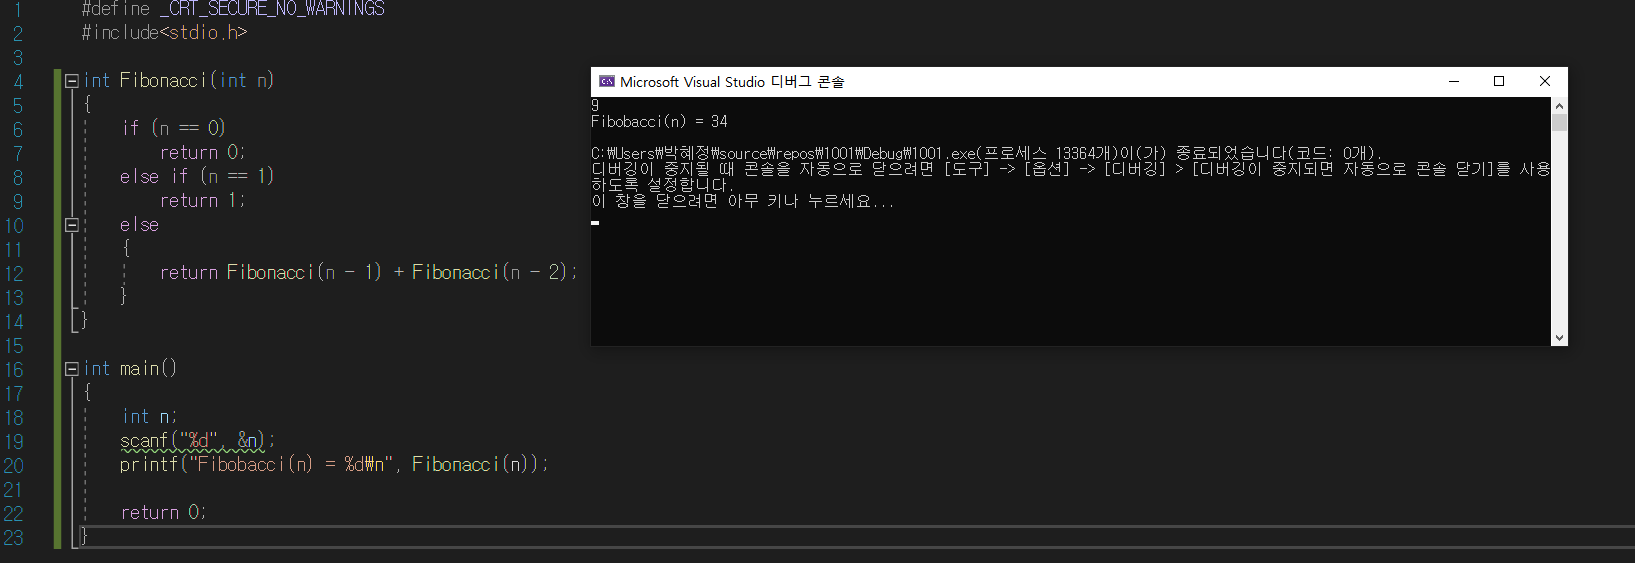 1 #define _CRT_SECURE_NO_WARNINGS
2 #include<stdio.h>
3
4 int Fibonacci(int n)
5 {
6 if (n == 0)
7 return 0;
8 else if (n == 1)
9 return 1;
10 else
11 {
12 return Fibonacci(n - 1) + Fibonacci(n - 2);
13 }
14 }
15
16 int main()
17 {
18 int n;
19 scanf("%d", &n);
20 printf("Fibobacci(n) = %d₩n", Fibonacci(n));
21
22 return 0;
23 }
C:\ Microsoft Visual Studio 디버그 콘솔
9
Fibobacci(n) = 34
C:₩Users₩박혜정₩source₩repos₩1001₩Debug₩1001.exe(프로세스 13364개)이(가) 종료되었습니다(코드: 0개).
디버깅이 중지될 때 콘솔을 자동으로 닫으려면 [도구] -> [옵션] -> [디버깅] > [디버깅이 중지되면 자동으로 콘솔 닫기]를 사용
하도록 설정합니다.
이 창을 닫으려면 아무 키나 누르세요...